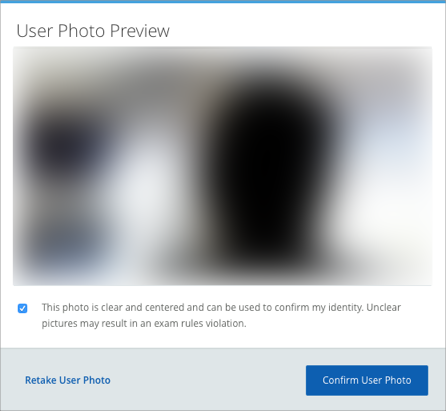 User Photo Preview
This photo is clear and centered and can be used to confirm my identity. Unclear
pictures may result in an exam rules violation.
Retake User Photo
Confirm User Photo